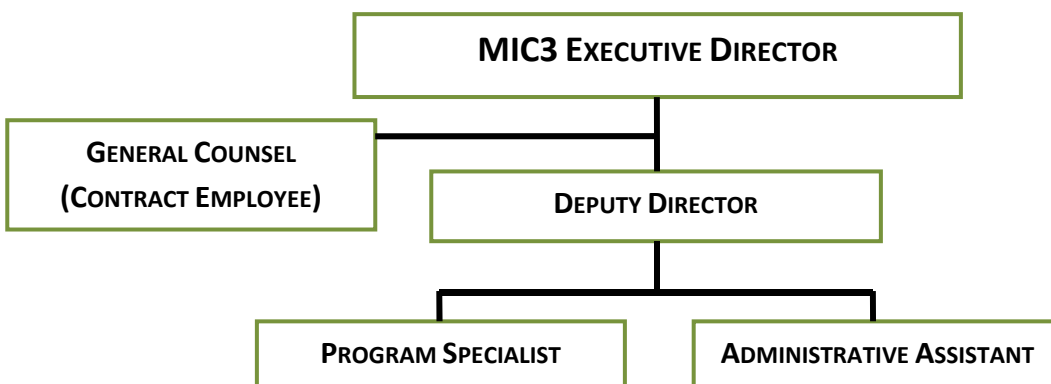 MIC3 EXECUTIVE DIRECTOR
GENERAL COUNSEL
(CONTRACT EMPLOYEE)
DEPUTY DIRECTOR
PROGRAM SPECIALIST
ADMINISTRATIVE ASSISTANT